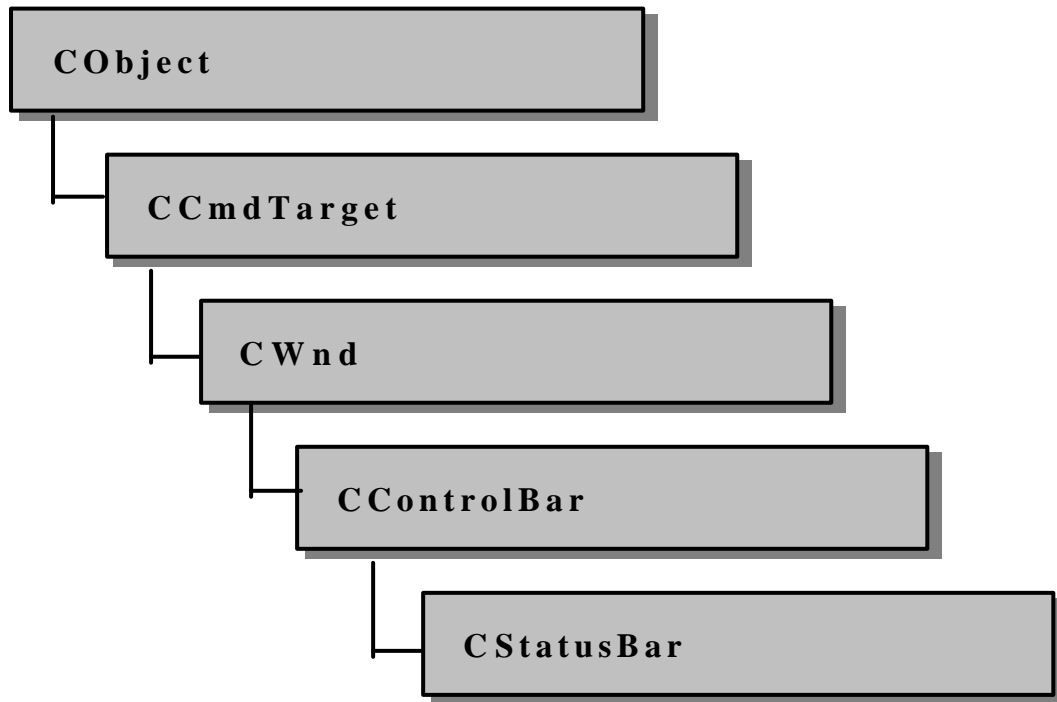 CObject
CCmdTarget
CWnd
CControlBar
CStatusBar